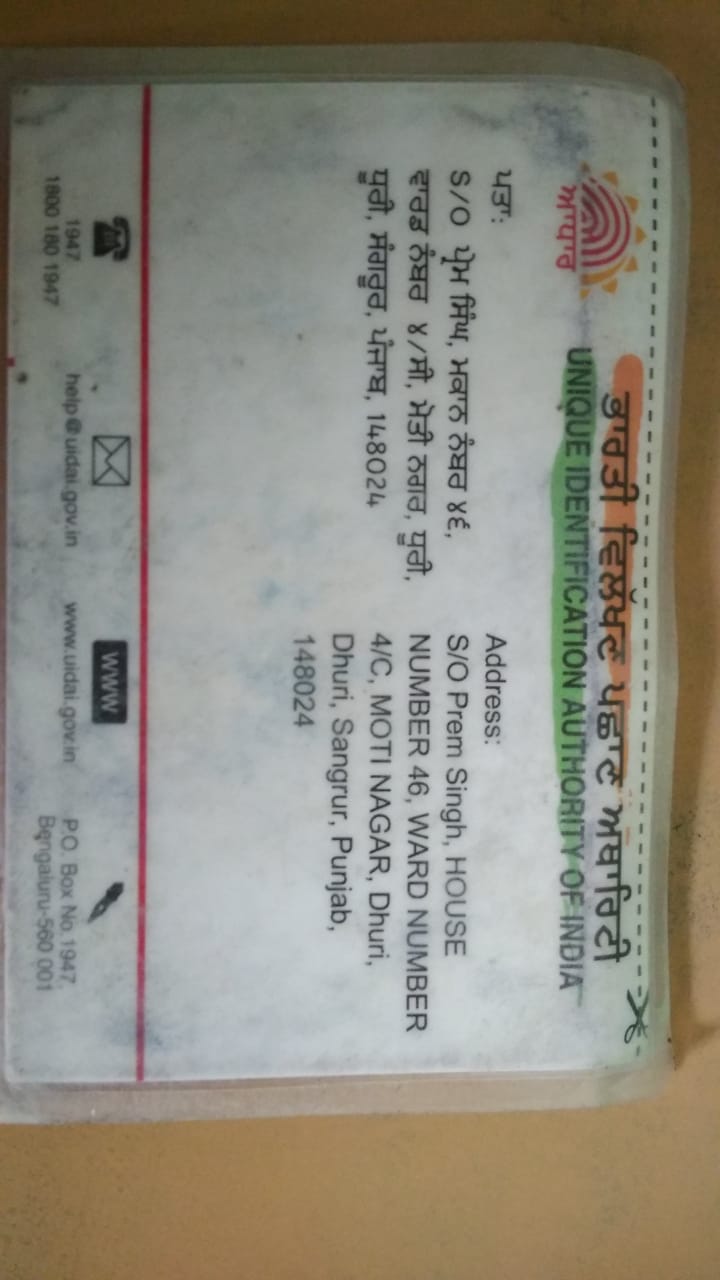 ਭਾਰਤੀ ਵਿਲੱਖਣ ਪਛਾਣ ਅਥਾਰਿਟੀ
UNIQUE IDENTIFICATION AUTHORITY OF INDIA
ਆਧਾਰ
ਪਤਾ:
S/O ਪ੍ਰੇਮ ਸਿੰਘ, ਮਕਾਨ ਨੰਬਰ ੪੬,
ਵਾਰਡ ਨੰਬਰ ੪/ਸੀ, ਮੋਤੀ ਨਗਰ, ਧੂਰੀ,
ਧੂਰੀ, ਸੰਗਰੂਰ, ਪੰਜਾਬ, 148024
Address:
S/O Prem Singh, HOUSE
NUMBER 46, WARD NUMBER
4/C, MOTI NAGAR, Dhuri,
Dhuri, Sangrur, Punjab,
148024
1947
1800 180 1947
help@uidai.gov.in
WWW
www.uidai.gov.in
P.O. Box No.1947,
Bengaluru-560 001